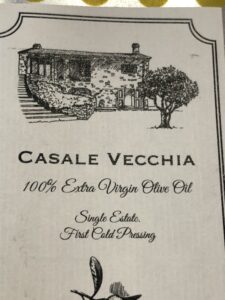 CASALE VECCHIA
100% Extra Virgin Olive Oil
Single Estate.
First Cold Pressing